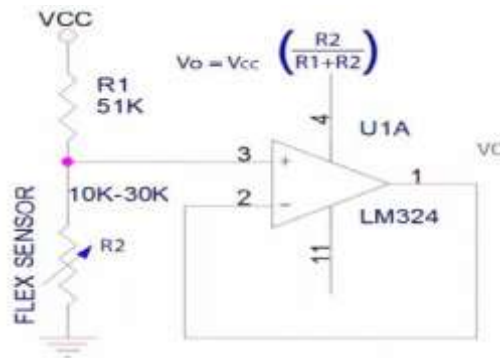 VCC
R1
51K
Vo = Vcc (R2 / R1+R2)
4
U1A
3
+
1
2
−
10K-30K
LM324
R2
11
FLEX SENSOR